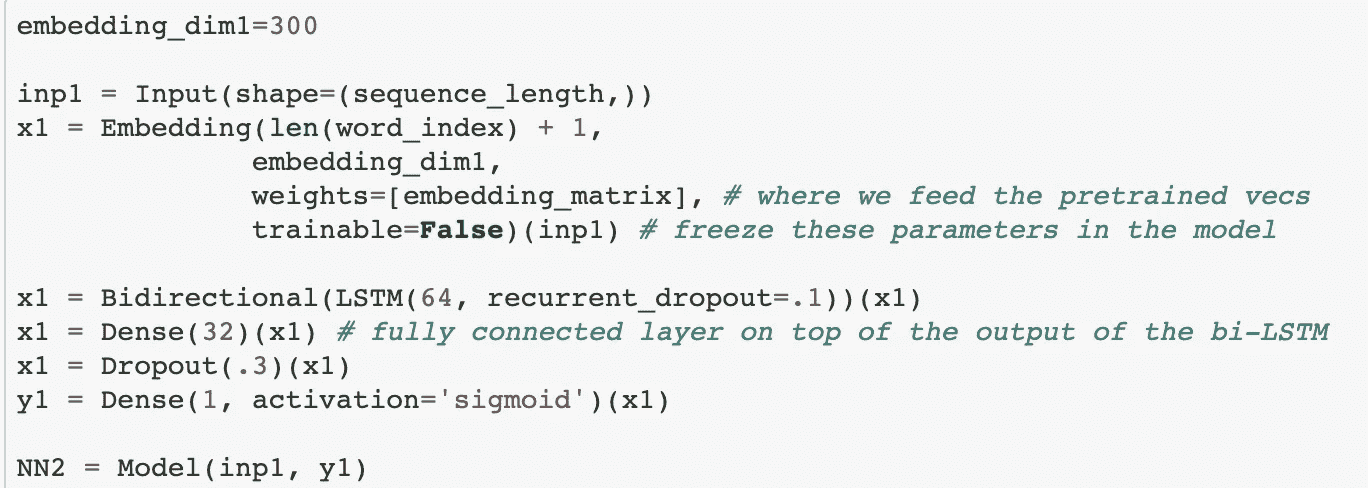 embedding_dim1=300
inp1 = Input(shape=(sequence_length,))
x1 = Embedding(len(word_index) + 1,
embedding_dim1,
weights=[embedding_matrix], # where we feed the pretrained vecs
trainable=False)(inp1) # freeze these parameters in the model
x1 = Bidirectional(LSTM(64, recurrent_dropout=.1))(x1)
x1 = Dense(32)(x1) # fully connected layer on top of the output of the bi-LSTM
x1 = Dropout(.3)(x1)
y1 = Dense(1, activation='sigmoid')(x1)
NN2 = Model(inp1, y1)